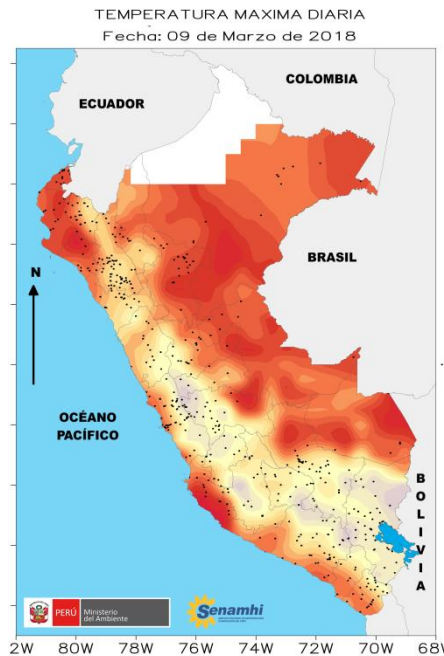 TEMPERATURA MAXIMA DIARIA
Fecha: 09 de Marzo de 2018
COLOMBIA
ECUADOR
BRASIL
N
OCÉANO
PACÍFICO
BOLIVIA
PERÚ
Ministerio
del Ambiente
Senamhi
2W 80W 78W 76W 74W 72W 70W 68W